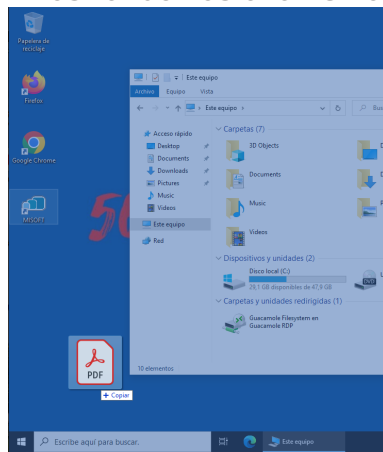 Papelera de
reciclaje
Firefox
Google Chrome
MISOFT
Este equipo
Archivo Equipo Vista
Este equipo
Acceso rápido
Desktop
Documents
Downloads
Pictures
Music
Videos
Este equipo
Red
Carpetas (7)
3D Objects
Documents
Music
Videos
Dispositivos y unidades (2)
Disco local (C:)
29,1 GB disponibles de 47,9 GB
DVD
Carpetas y unidades redirigidas (1)
Guacamole Filesystem en
Guacamole RDP
10 elementos
PDF
Copiar
Escribe aquí para buscar.
Este equipo